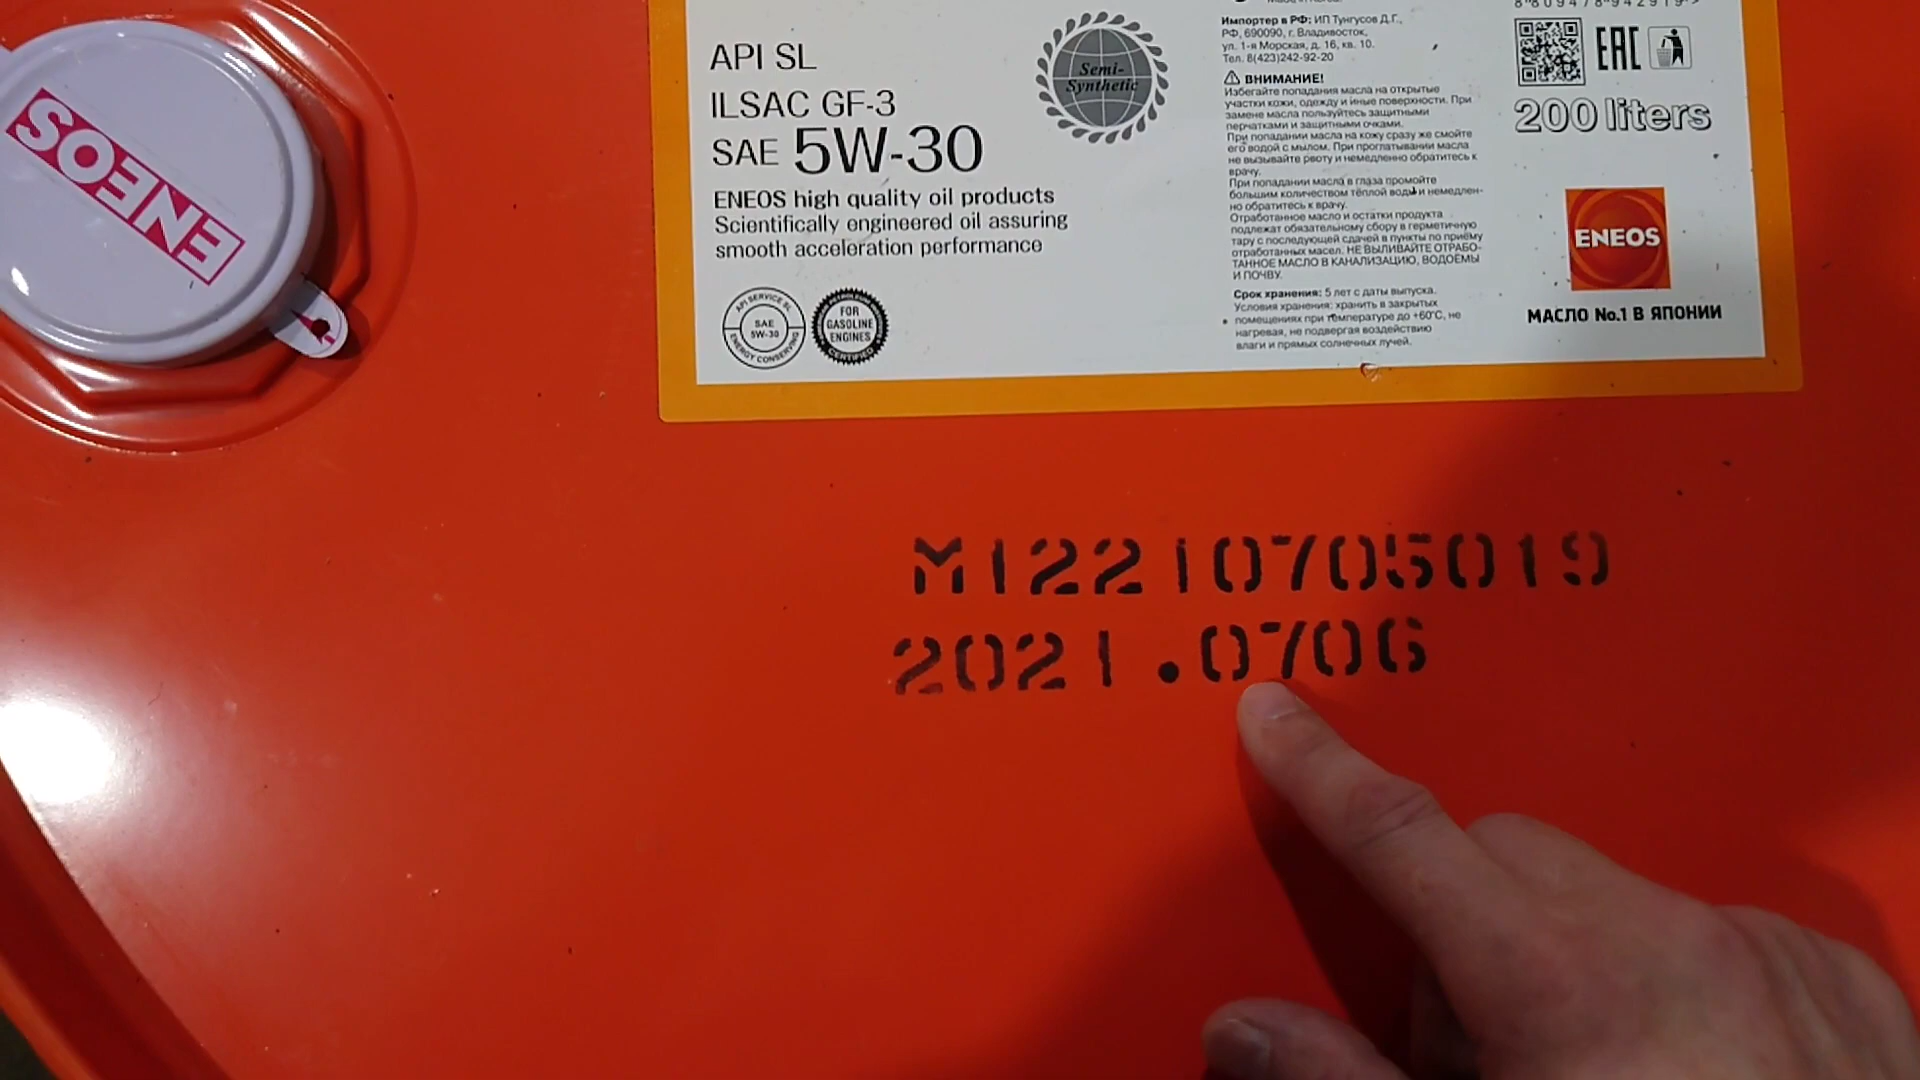 ENEOS
API SL
ILSAC GF-3
SAE 5W-30
ENEOS high quality oil products
Scientifically engineered oil assuring
smooth acceleration performance
API SERVICE SL
SAE
5W-30
ENERGY CONSERVING
FOR
GASOLINE
ENGINES
CERTIFIED
Semi-
Synthetic
Импортер в РФ: ИП Тунгусов Д.Г.,
РФ, 690090, г. Владивосток,
ул. 1-я Морская, д. 16, кв. 10.
Тел. 8(423)242-92-20
ВНИМАНИЕ!
Избегайте попадания масла на открытые
участки кожи, одежду и иные поверхности. При
замене масла пользуйтесь защитными
перчатками и защитными очками.
При попадании масла на кожу сразу же смойте
его водой с мылом. При проглатывании масла
не вызывайте рвоту и немедленно обратитесь к
врачу.
При попадании масла в глаза промойте
большим количеством тёплой воды и немедлен-
но обратитесь к врачу.
Отработанное масло и остатки продукта
подлежат обязательному сбору в герметичную
тару с последующей сдачей в пункты по приёму
отработанных масел. НЕ ВЫЛИВАЙТЕ ОТРАБО-
ТАННОЕ МАСЛО В КАНАЛИЗАЦИЮ, ВОДОЁМЫ
И ПОЧВУ.
Срок хранения: 5 лет с даты выпуска.
Условия хранения: хранить в закрытых
помещениях при температуре до +60°C, не
нагревая, не подвергая воздействию
влаги и прямых солнечных лучей.
EAC
200 liters
ENEOS
МАСЛО No.1 В ЯПОНИИ
M12210705019
2021.0706